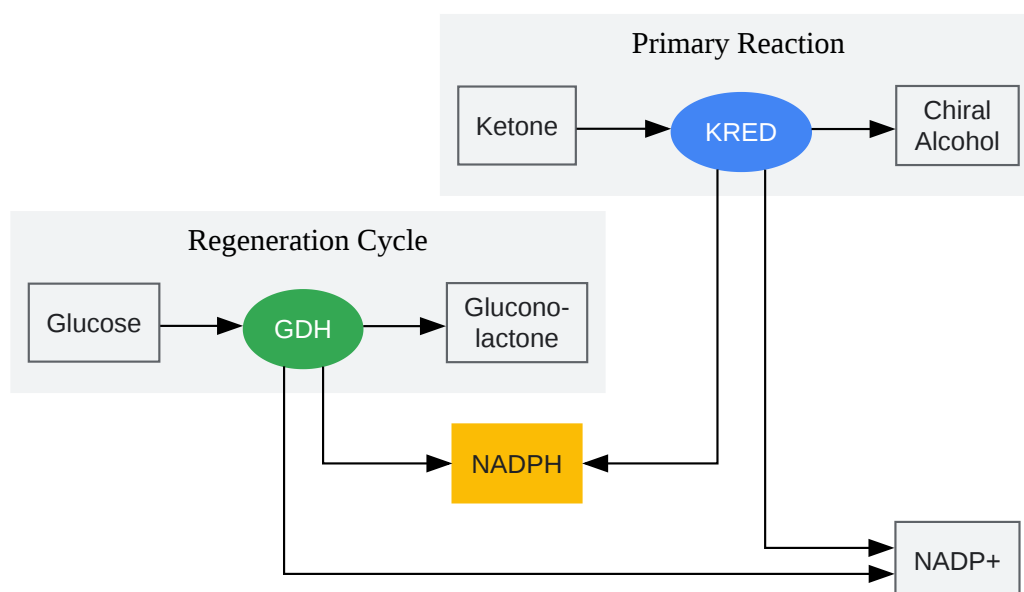 Primary Reaction
Ketone
KRED
Chiral
Alcohol
Regeneration Cycle
Glucose
GDH
Glucono-
lactone
NADPH
NADP+